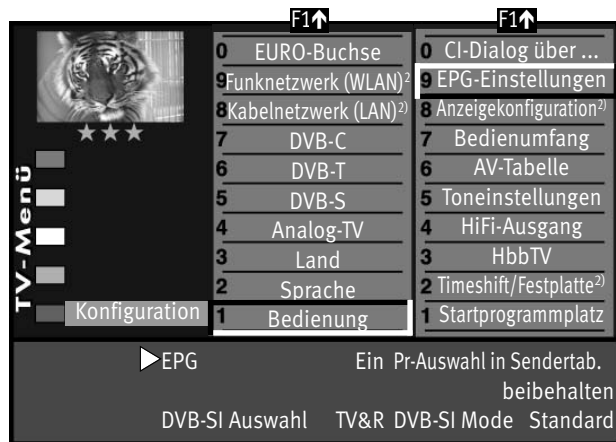 F1↑ F1↑
0 EURO-Buchse
9 Funknetzwerk (WLAN)2
8 Kabelnetzwerk (LAN)2)
7 DVB-C
6 DVB-T
5 DVB-S
4 Analog-TV
3 Land
2 Sprache
1 Bedienung
0 CI-Dialog über ...
9 EPG-Einstellungen
8 Anzeigekonfiguration2)
7 Bedienumfang
6 AV-Tabelle
5 Toneinstellungen
4 HiFi-Ausgang
3 HbbTV
2 Timeshift/Festplatte2)
1 Startprogrammplatz
TV-Menü
Konfiguration
EPG Ein Pr-Auswahl in Sendertab.
beibehalten
DVB-SI Auswahl TV&R DVB-SI Mode Standard